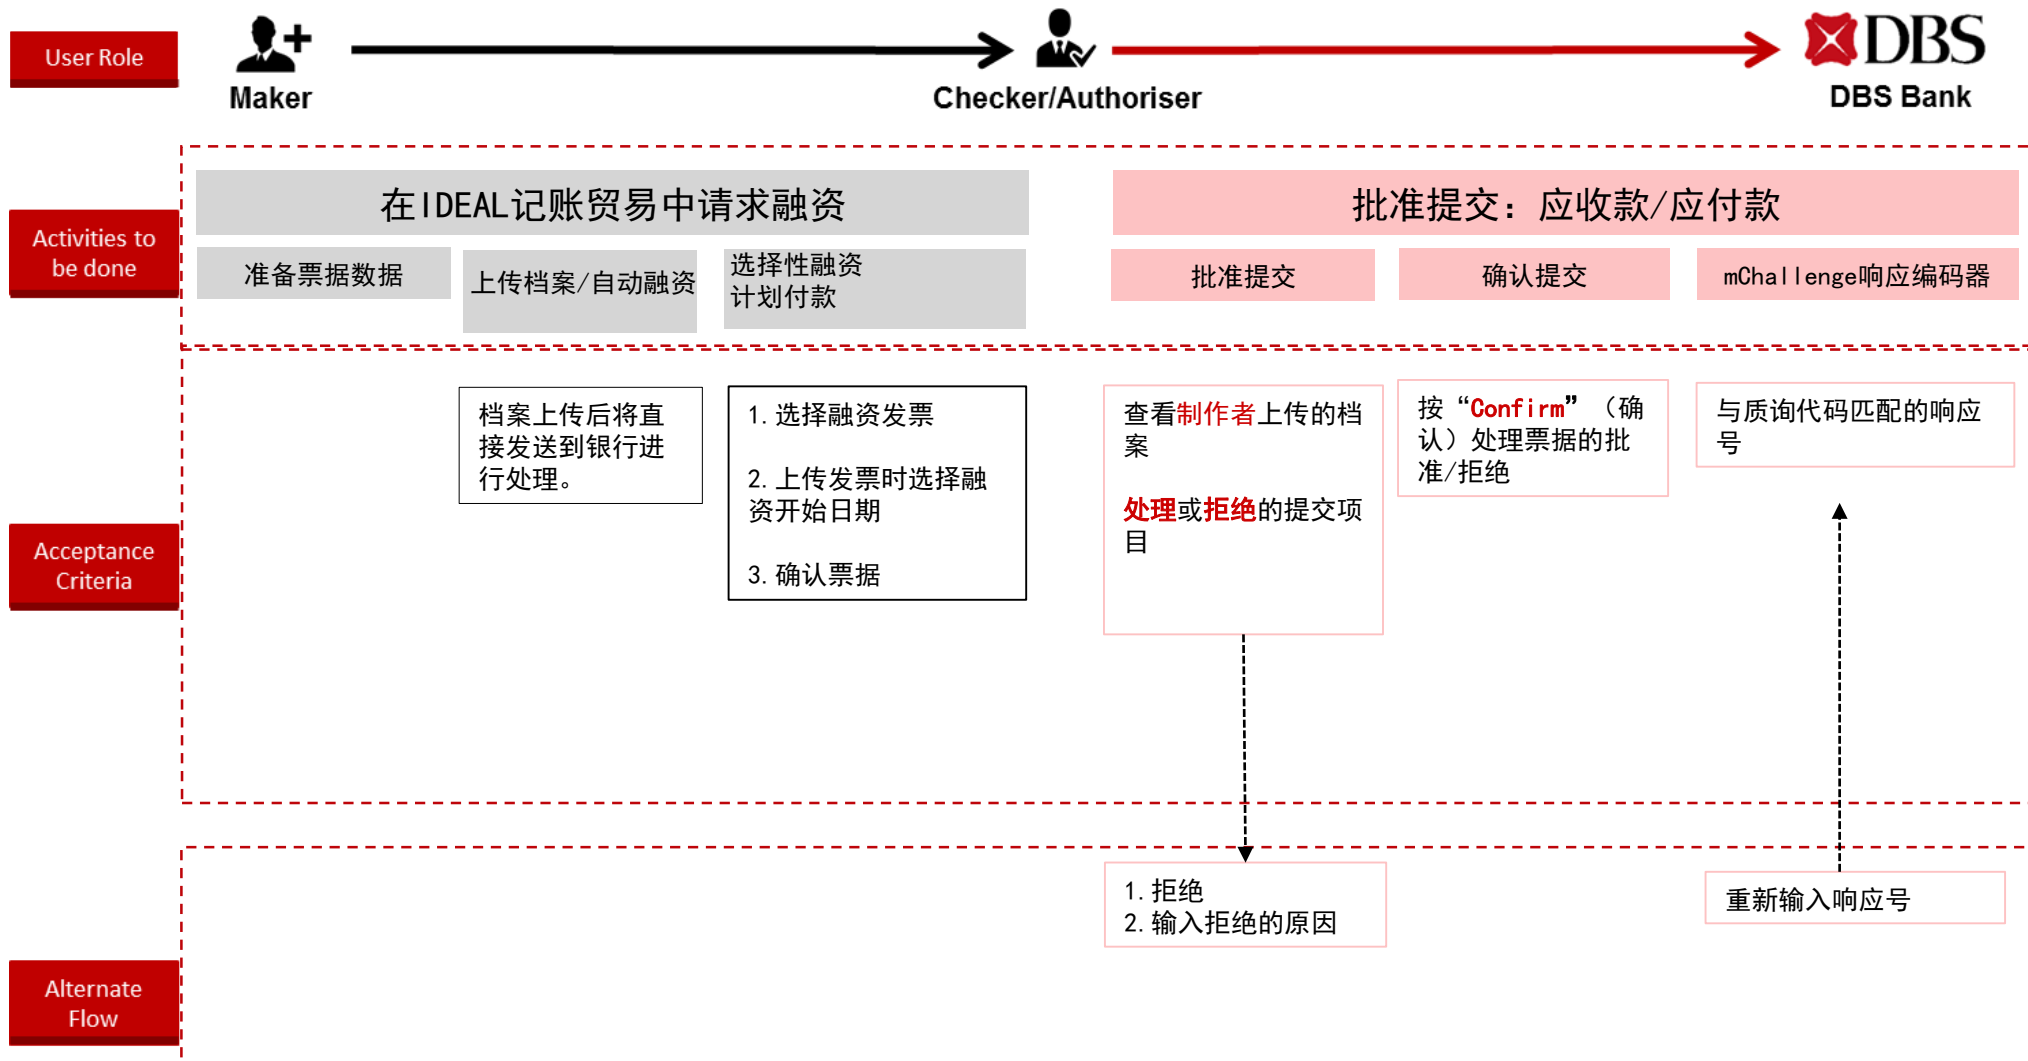 User Role
Maker
Checker/Authoriser
DBS
DBS Bank
Activities to
be done
在IDEAL记账贸易中请求融资
批准提交：应收款/应付款
准备票据数据
上传档案/自动融资
选择性融资
计划付款
批准提交
确认提交
mChallenge响应编码器
Acceptance
Criteria
档案上传后将直
接发送到银行进
行处理。
1. 选择融资发票
2. 上传发票时选择融
资开始日期
3. 确认票据
查看制作者上传的档
案
处理或拒绝的提交项
目
按“Confirm”（确
认）处理票据的批
准/拒绝
与质询代码匹配的响应
号
Alternate
Flow
1. 拒绝
2. 输入拒绝的原因
重新输入响应号